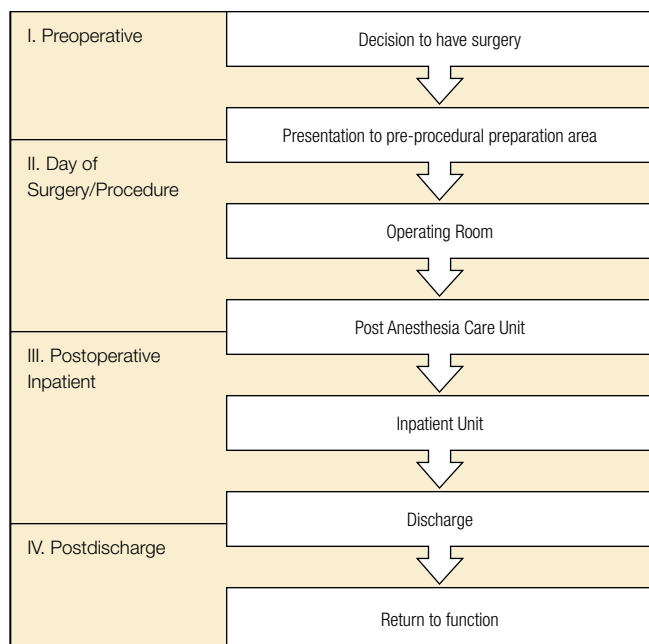 I. Preoperative
Decision to have surgery
Presentation to pre-procedural preparation area
II. Day of
Surgery/Procedure
Operating Room
Post Anesthesia Care Unit
III. Postoperative
Inpatient
Inpatient Unit
Discharge
IV. Postdischarge
Return to function